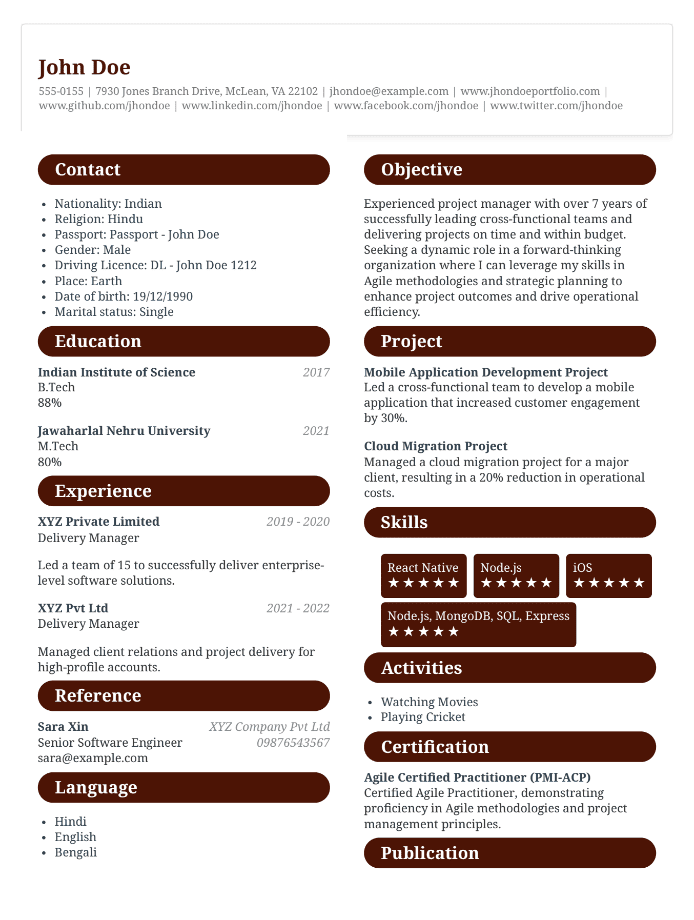 John Doe
555-0155 | 7930 Jones Branch Drive, McLean, VA 22102 | jhondoe@example.com | www.jhondoeportfolio.com |
www.github.com/jhondoe | www.linkedin.com/jhondoe | www.facebook.com/jhondoe | www.twitter.com/jhondoe
Contact
• Nationality: Indian
• Religion: Hindu
• Passport: Passport - John Doe
• Gender: Male
• Driving Licence: DL - John Doe 1212
• Place: Earth
• Date of birth: 19/12/1990
• Marital status: Single
Education
Indian Institute of Science 2017
B.Tech
88%
Jawaharlal Nehru University 2021
M.Tech
80%
Experience
XYZ Private Limited 2019 - 2020
Delivery Manager
Led a team of 15 to successfully deliver enterprise-
level software solutions.
XYZ Pvt Ltd 2021 - 2022
Delivery Manager
Managed client relations and project delivery for
high-profile accounts.
Reference
Sara Xin XYZ Company Pvt Ltd
Senior Software Engineer 09876543567
sara@example.com
Language
• Hindi
• English
• Bengali
Objective
Experienced project manager with over 7 years of
successfully leading cross-functional teams and
delivering projects on time and within budget.
Seeking a dynamic role in a forward-thinking
organization where I can leverage my skills in
Agile methodologies and strategic planning to
enhance project outcomes and drive operational
efficiency.
Project
Mobile Application Development Project
Led a cross-functional team to develop a mobile
application that increased customer engagement
by 30%.
Cloud Migration Project
Managed a cloud migration project for a major
client, resulting in a 20% reduction in operational
costs.
Skills
React Native Node.js iOS
★★★★★ ★★★★★ ★★★★★
Node.js, MongoDB, SQL, Express
★★★★★
Activities
• Watching Movies
• Playing Cricket
Certification
Agile Certified Practitioner (PMI-ACP)
Certified Agile Practitioner, demonstrating
proficiency in Agile methodologies and project
management principles.
Publication